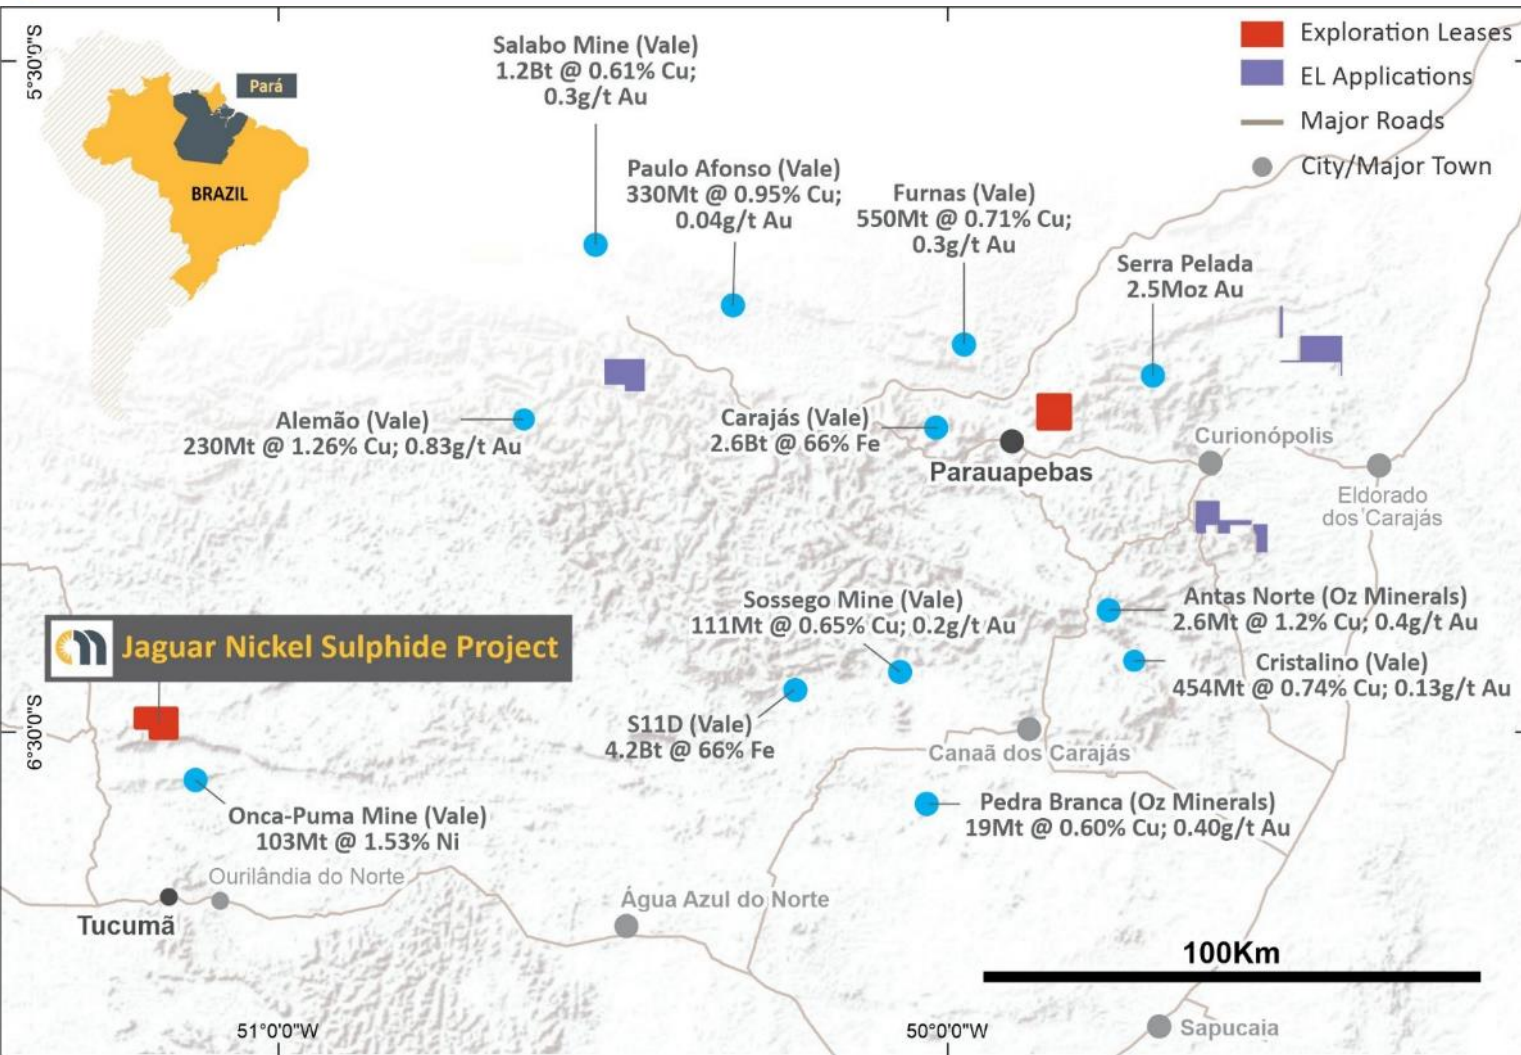 5°30'0"S
Pará
BRAZIL
Salabo Mine (Vale)
1.2Bt @ 0.61% Cu;
0.3g/t Au
Exploration Leases
EL Applications
Major Roads
City/Major Town
Paulo Afonso (Vale)
330Mt @ 0.95% Cu;
0.04g/t Au
Furnas (Vale)
550Mt @ 0.71% Cu;
0.3g/t Au
Serra Pelada
2.5Moz Au
Alemão (Vale)
230Mt @ 1.26% Cu; 0.83g/t Au
Carajás (Vale)
2.6Bt @ 66% Fe
Parauapebas
Curionópolis
Eldorado
dos Carajás
Jaguar Nickel Sulphide Project
Sossego Mine (Vale)
111Mt @ 0.65% Cu; 0.2g/t Au
Antas Norte (Oz Minerals)
2.6Mt @ 1.2% Cu; 0.4g/t Au
Cristalino (Vale)
454Mt @ 0.74% Cu; 0.13g/t Au
S11D (Vale)
4.2Bt @ 66% Fe
6°30'0"S
Canaã dos Carajás
Onca-Puma Mine (Vale)
103Mt @ 1.53% Ni
Pedra Branca (Oz Minerals)
19Mt @ 0.60% Cu; 0.40g/t Au
Ourilândia do Norte
Tucumã
Água Azul do Norte
100Km
51°0'0"W
50°0'0"W
Sapucaia